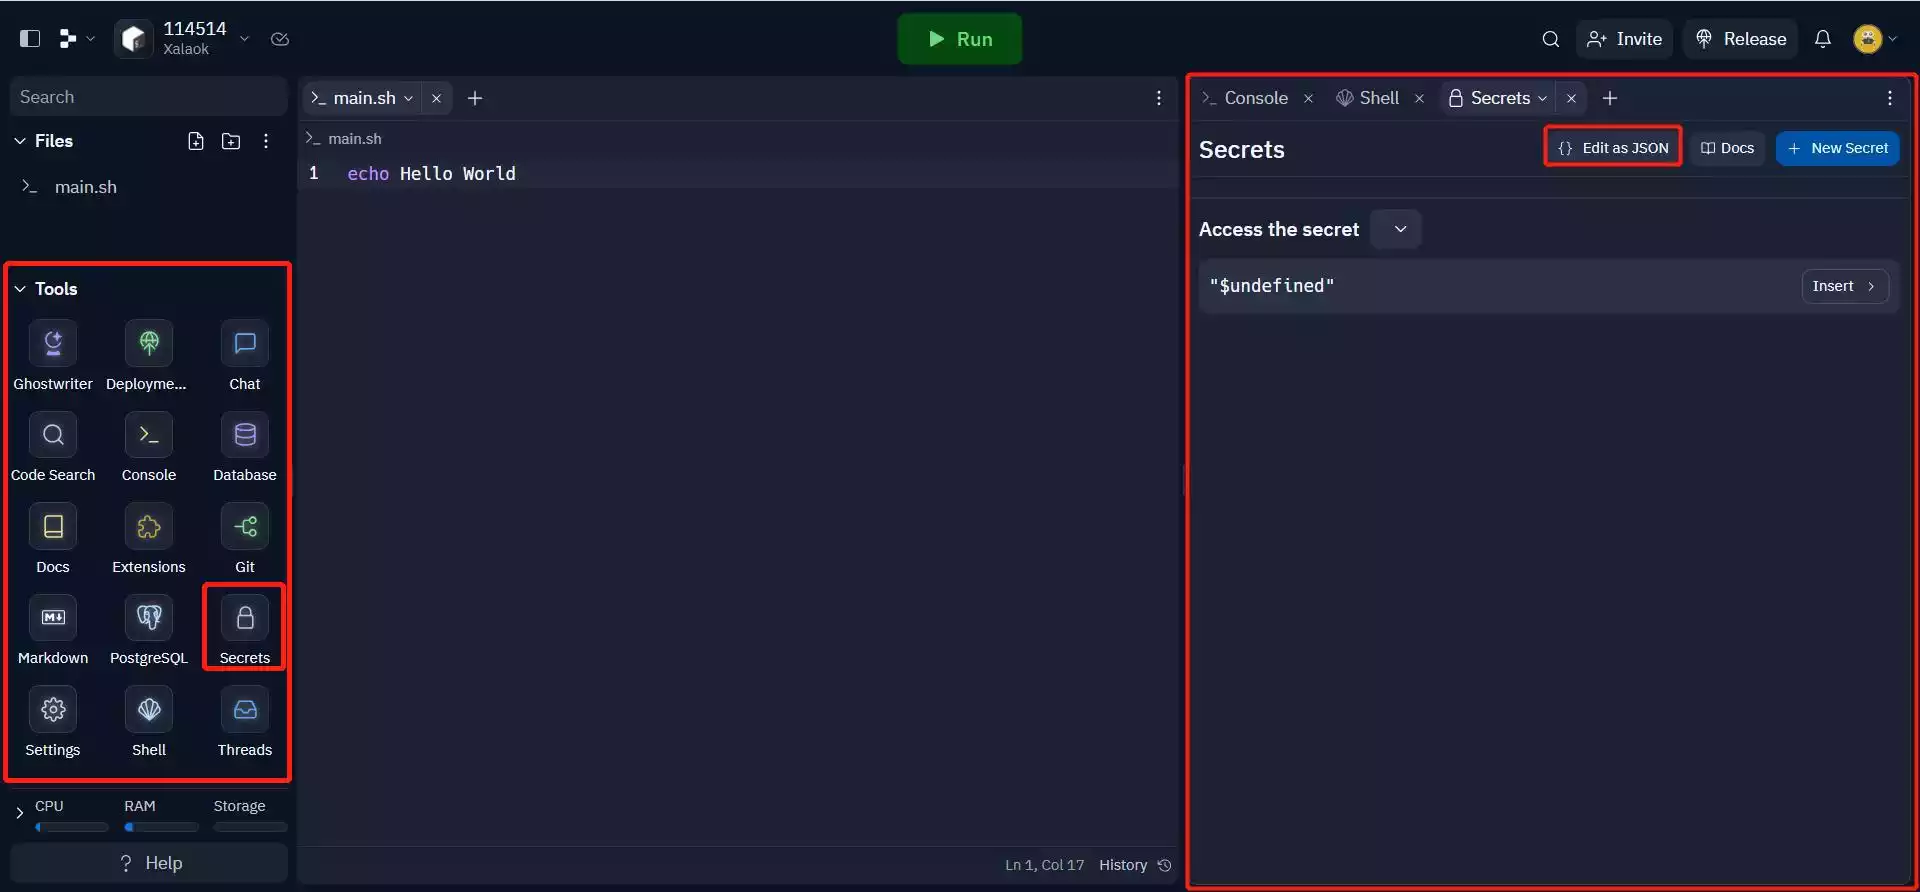 114514
Xalaok
Run
Invite
Release
Search
Files
main.sh
Tools
Ghostwriter
Deployme...
Chat
Code Search
Console
Database
Docs
Extensions
Git
Markdown
PostgreSQL
Secrets
Settings
Shell
Threads
CPU
RAM
Storage
? Help
>_ main.sh
>_ main.sh
1 echo Hello World
Ln 1, Col 17
History
>_ Console
Shell
Secrets
Secrets
{} Edit as JSON
Docs
+ New Secret
Access the secret
"$undefined"
Insert